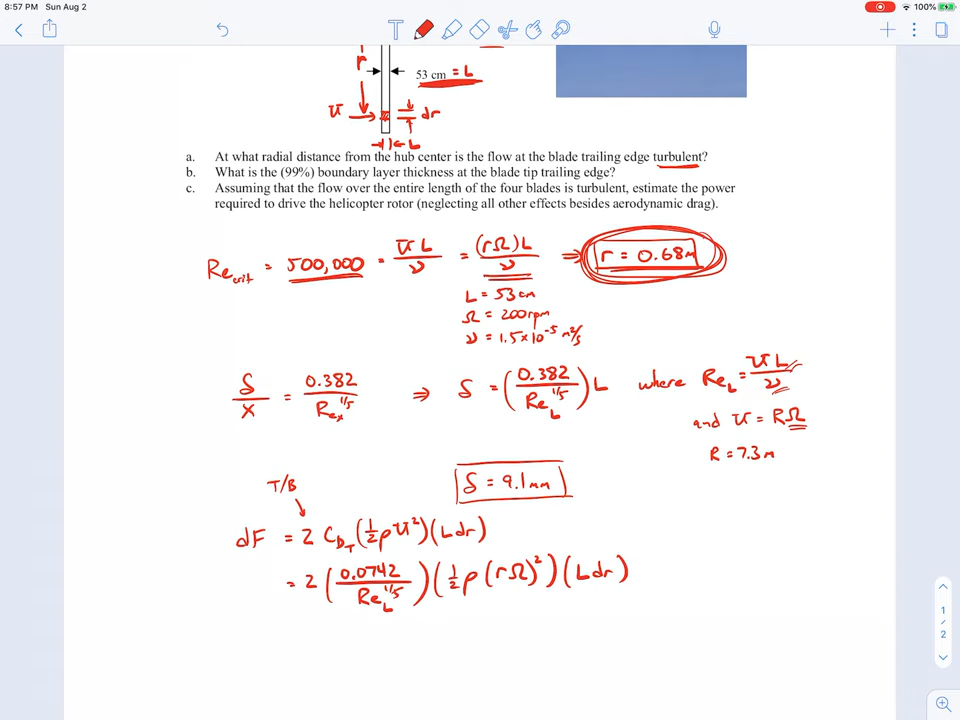 8:57 PM Sun Aug 2
100%
r
53 cm = L
U
dr
L
a. At what radial distance from the hub center is the flow at the blade trailing edge turbulent?
b. What is the (99%) boundary layer thickness at the blade tip trailing edge?
c. Assuming that the flow over the entire length of the four blades is turbulent, estimate the power
required to drive the helicopter rotor (neglecting all other effects besides aerodynamic drag).
Re_crit = 500,000 = UL/ν = (rΩ)L/ν ⇒ r = 0.68m
L = 53 cm
Ω = 200 rpm
ν = 1.5×10^-5 m²/s
δ/x = 0.382/Re_x^1/5 ⇒ δ = (0.382/Re_L^1/5) L where Re_L = UL/ν
and U = RΩ
R = 7.3 m
δ = 9.1mm
T/B
dF = 2 C_D_T (½ρU²)(Ldr)
= 2 (0.0742/Re_L^1/5)(½ρ(rΩ)²)(Ldr)
1
/
2